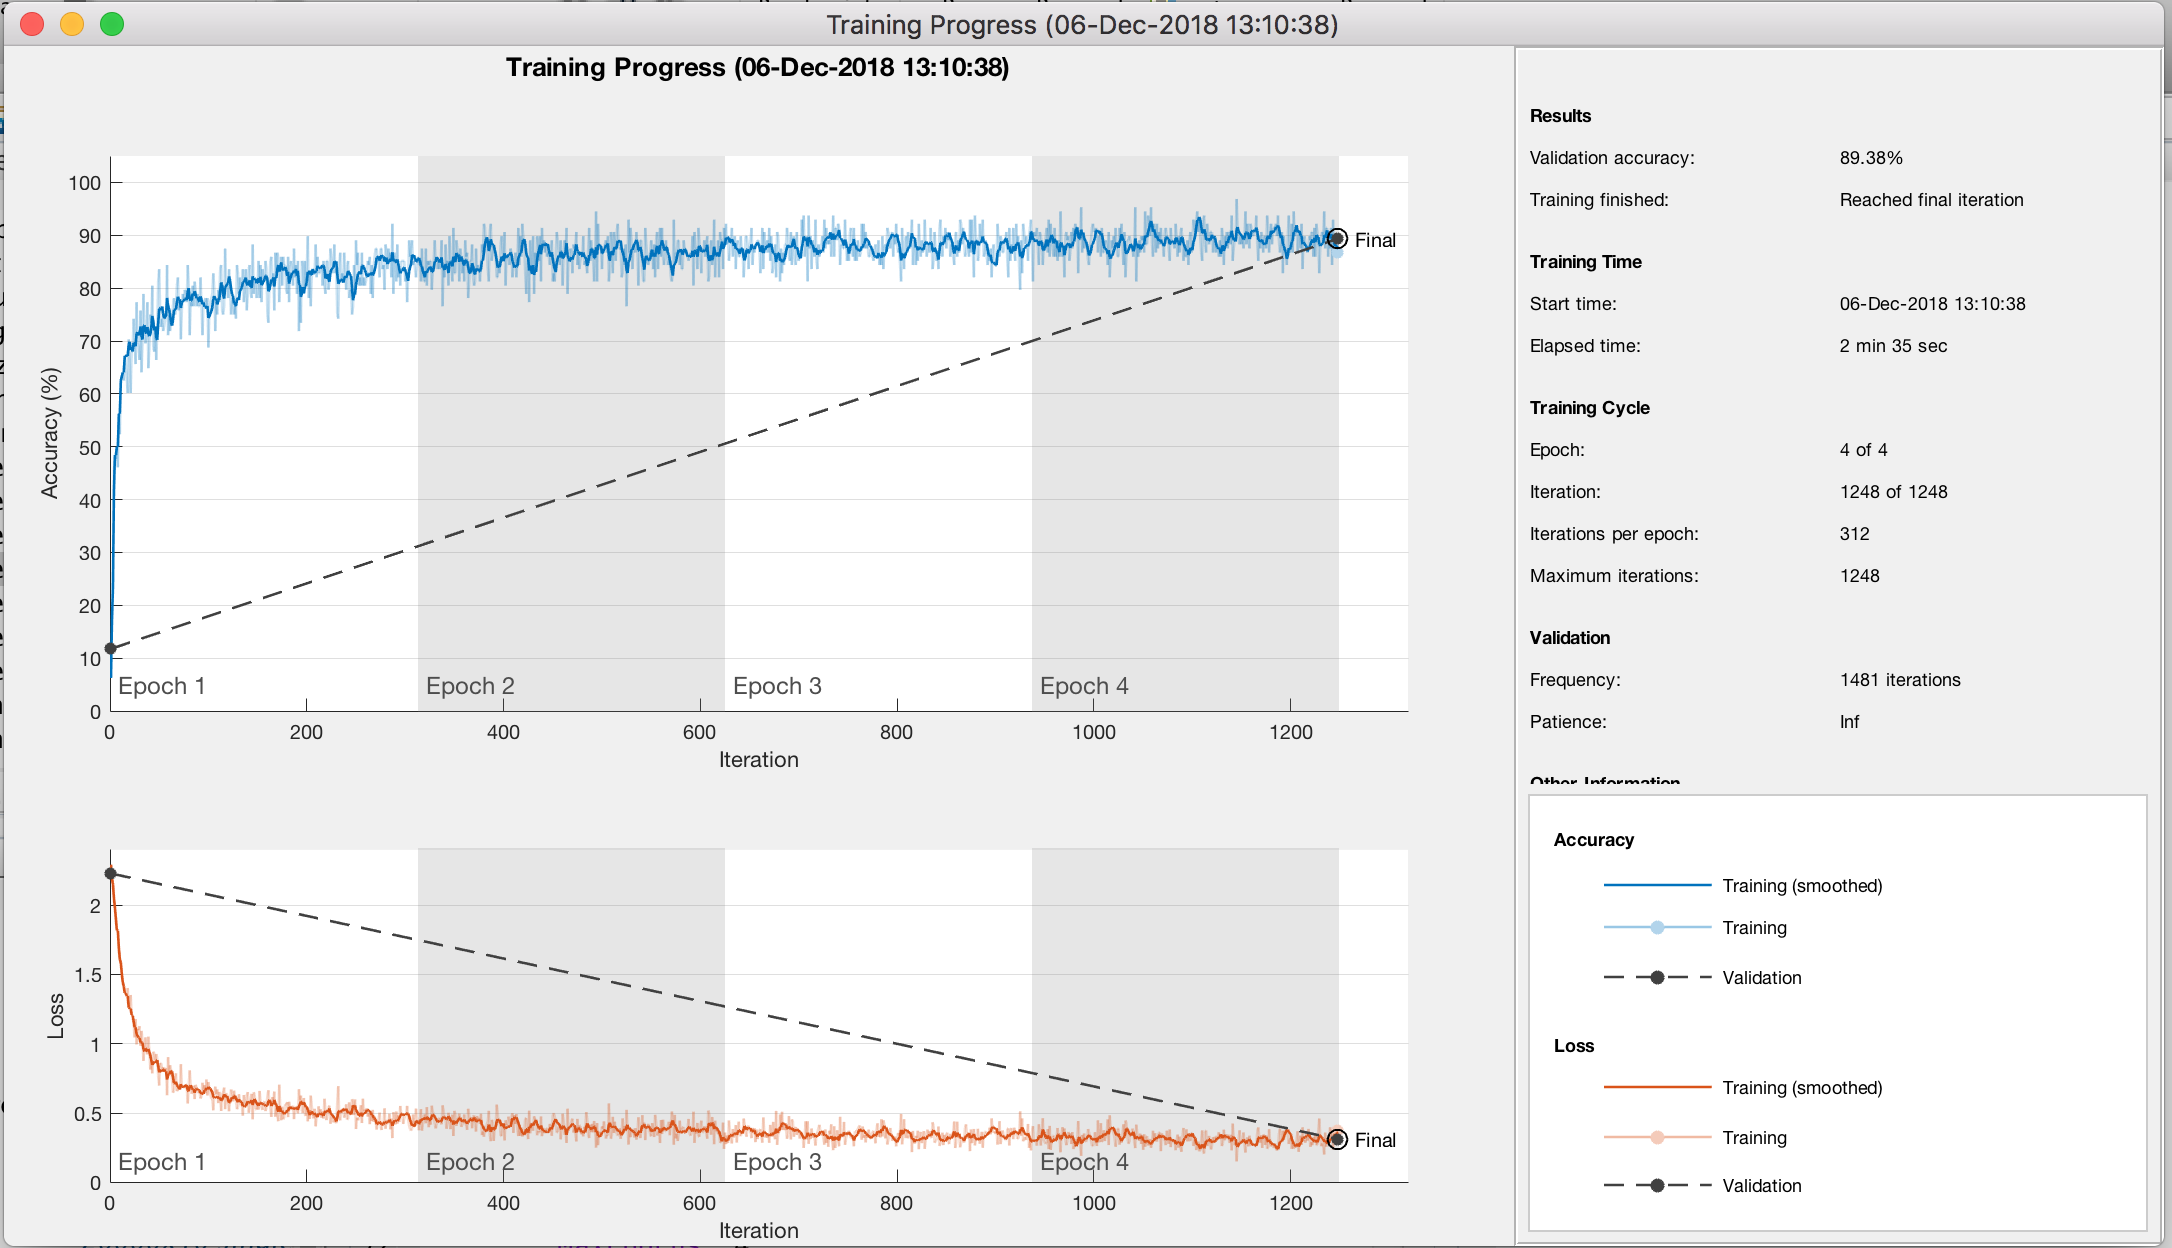 Training Progress (06-Dec-2018 13:10:38)
Training Progress (06-Dec-2018 13:10:38)
100
90
80
70
60
50
40
30
20
10
0
Accuracy (%)
Epoch 1 Epoch 2 Epoch 3 Epoch 4
Final
0 200 400 600 800 1000 1200
Iteration
2
1.5
1
0.5
0
Loss
Epoch 1 Epoch 2 Epoch 3 Epoch 4
Final
0 200 400 600 800 1000 1200
Iteration
Results
Validation accuracy: 89.38%
Training finished: Reached final iteration
Training Time
Start time: 06-Dec-2018 13:10:38
Elapsed time: 2 min 35 sec
Training Cycle
Epoch: 4 of 4
Iteration: 1248 of 1248
Iterations per epoch: 312
Maximum iterations: 1248
Validation
Frequency: 1481 iterations
Patience: Inf
Other Information
Accuracy
Training (smoothed)
Training
Validation
Loss
Training (smoothed)
Training
Validation